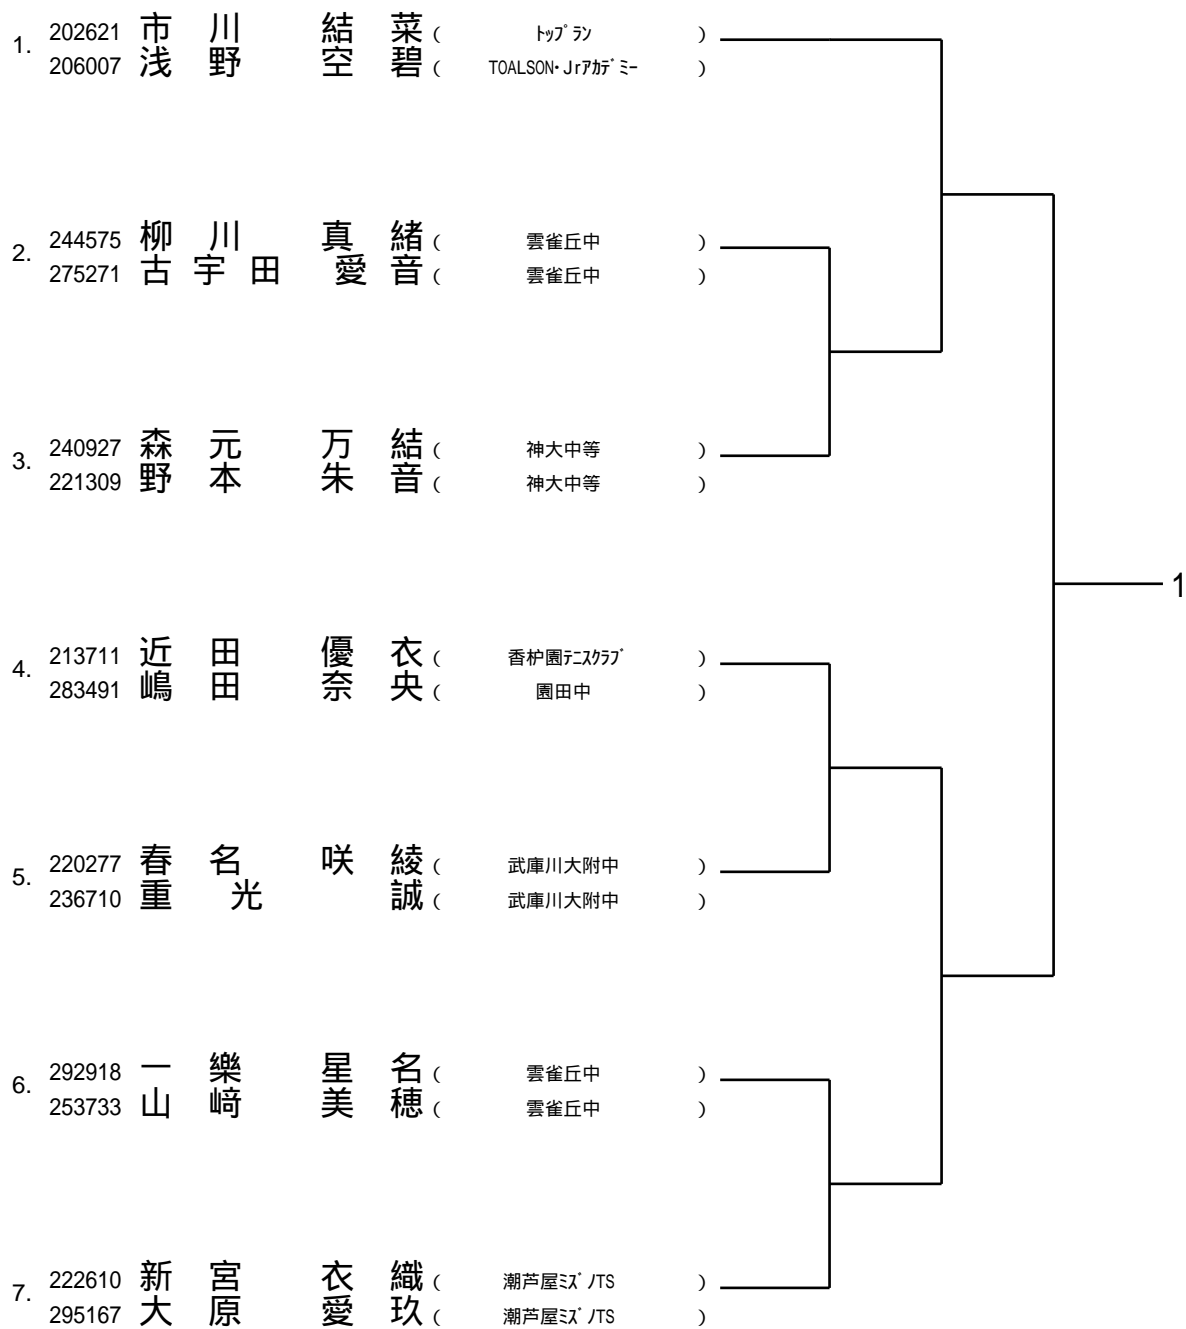 1. 202621 市川 結菜 ( トップラン )
206007 浅野 空碧 ( TOALSON・Jrアカデミー )
2. 244575 柳川 真緒 ( 雲雀丘中 )
275271 古宇田 愛音 ( 雲雀丘中 )
3. 240927 森元 万結 ( 神大中等 )
221309 野本 朱音 ( 神大中等 )
1
4. 213711 近田 優衣 ( 香枦園テニスクラブ )
283491 嶋田 奈央 ( 園田中 )
5. 220277 春名 咲綾 ( 武庫川大附中 )
236710 重光 誠 ( 武庫川大附中 )
6. 292918 一樂 星名 ( 雲雀丘中 )
253733 山﨑 美穂 ( 雲雀丘中 )
7. 222610 新宮 衣織 ( 潮芦屋ミズノTS )
295167 大原 愛玖 ( 潮芦屋ミズノTS )